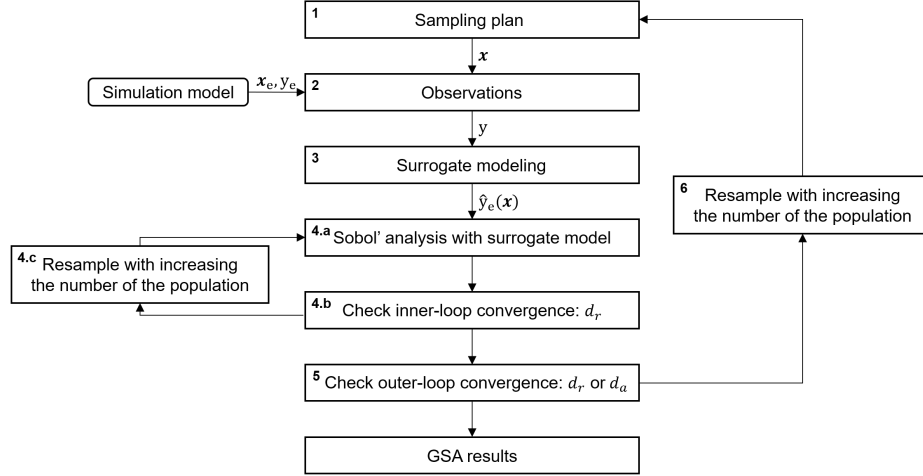 1
Sampling plan
𝒙
Simulation model
𝒙ₑ, yₑ
2
Observations
y
3
Surrogate modeling
ŷₑ(𝒙)
4.a Sobol' analysis with surrogate model
4.c Resample with increasing
the number of the population
4.b
Check inner-loop convergence: 𝑑ᵣ
5 Check outer-loop convergence: 𝑑ᵣ or 𝑑ₐ
6 Resample with increasing
the number of the population
GSA results